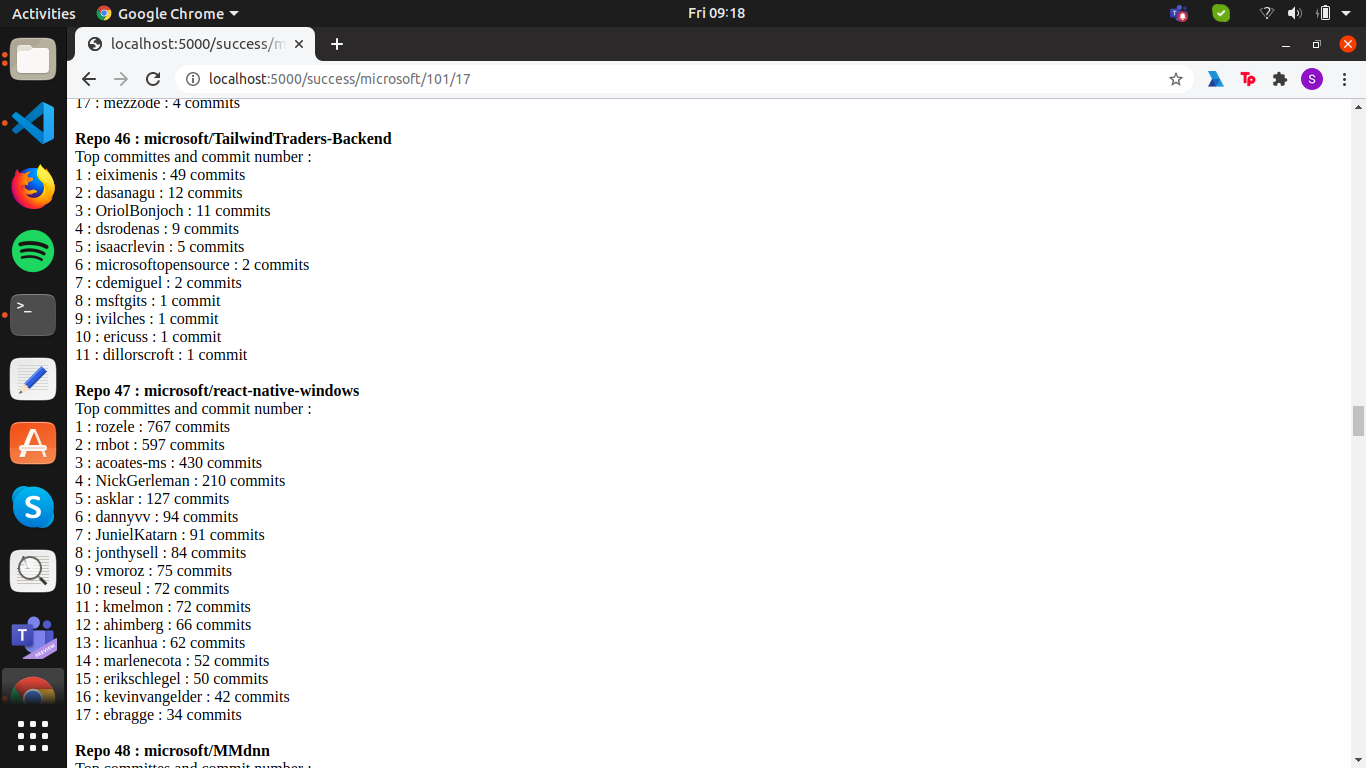 Activities
Google Chrome
Fri 09:18
localhost:5000/success/m
localhost:5000/success/microsoft/101/17
S
17 : mezzode : 4 commits
Repo 46 : microsoft/TailwindTraders-Backend
Top committes and commit number :
1 : eiximenis : 49 commits
2 : dasanagu : 12 commits
3 : OriolBonjoch : 11 commits
4 : dsrodenas : 9 commits
5 : isaacrlevin : 5 commits
6 : microsoftopensource : 2 commits
7 : cdemiguel : 2 commits
8 : msftgits : 1 commit
9 : ivilches : 1 commit
10 : ericuss : 1 commit
11 : dillorscroft : 1 commit
Repo 47 : microsoft/react-native-windows
Top committes and commit number :
1 : rozele : 767 commits
2 : rnbot : 597 commits
3 : acoates-ms : 430 commits
4 : NickGerleman : 210 commits
5 : asklar : 127 commits
6 : dannyvv : 94 commits
7 : JunielKatarn : 91 commits
8 : jonthysell : 84 commits
9 : vmoroz : 75 commits
10 : reseul : 72 commits
11 : kmelmon : 72 commits
12 : ahimberg : 66 commits
13 : licanhua : 62 commits
14 : marlenecota : 52 commits
15 : erikschlegel : 50 commits
16 : kevinvangelder : 42 commits
17 : ebragge : 34 commits
Repo 48 : microsoft/MMdnn
Top committes and commit number :